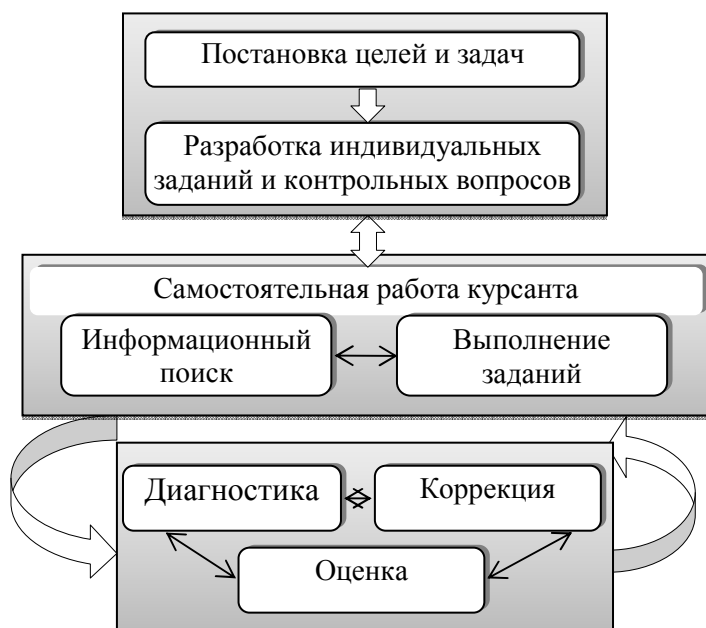 Постановка целей и задач
Разработка индивидуальных
заданий и контрольных вопросов
Самостоятельная работа курсанта
Информационный
поиск
Выполнение
заданий
Диагностика
Коррекция
Оценка